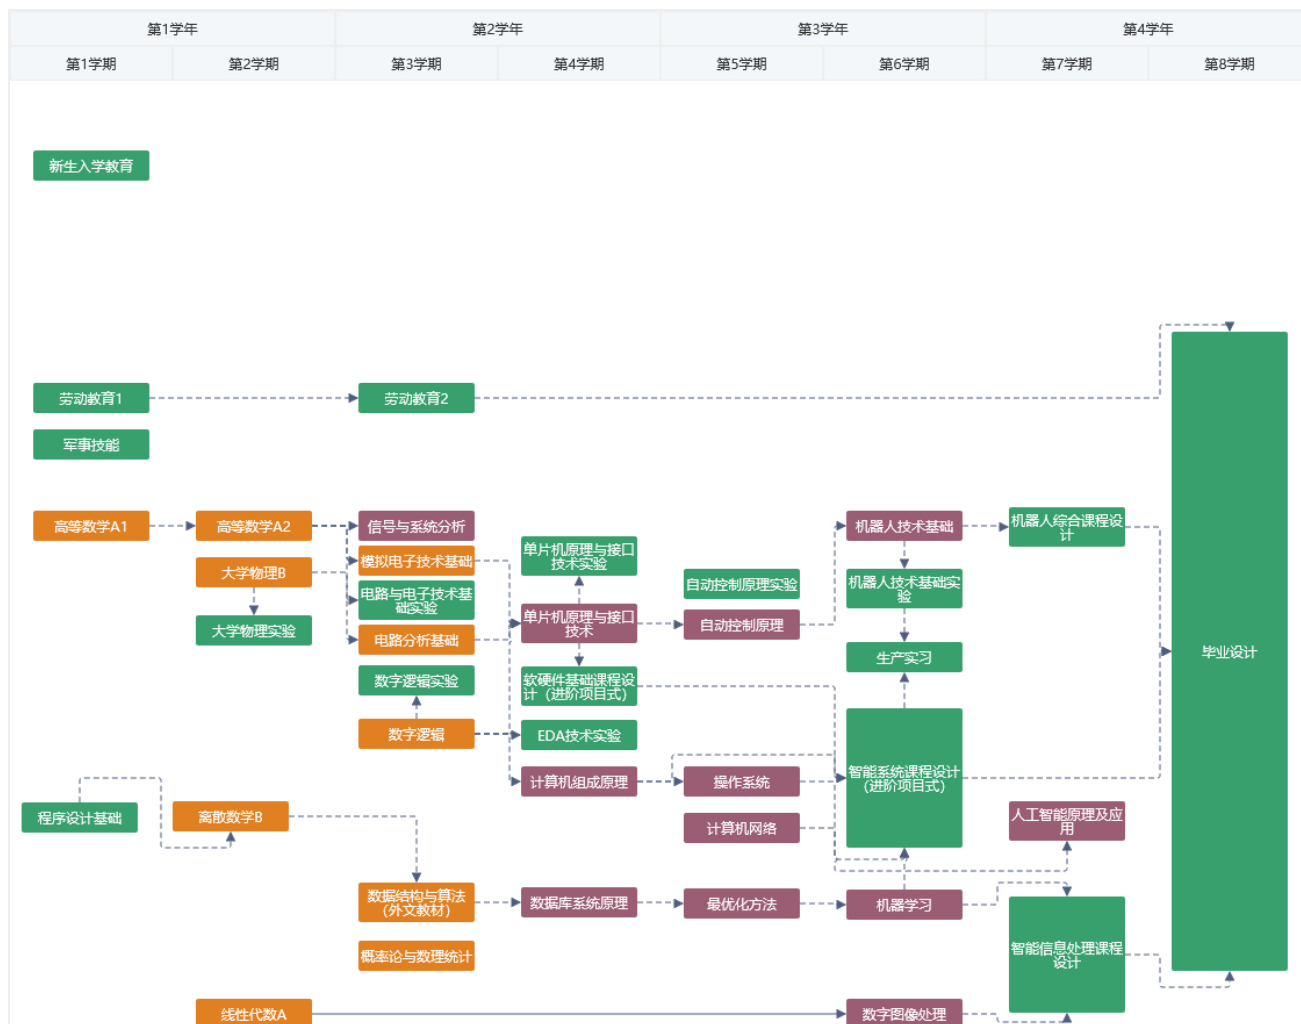 第1学年
第2学年
第3学年
第4学年
第1学期
第2学期
第3学期
第4学期
第5学期
第6学期
第7学期
第8学期
新生入学教育
劳动教育1
劳动教育2
军事技能
高等数学A1
高等数学A2
信号与系统分析
机器人技术基础
机器人综合课程设
计
模拟电子技术基础
单片机原理与接口
技术实验
大学物理B
电路与电子技术基
础实验
自动控制原理实验
机器人技术基础实
验
大学物理实验
电路分析基础
单片机原理与接口
技术
自动控制原理
生产实习
毕业设计
数字逻辑实验
软硬件基础课程设
计（进阶项目式）
数字逻辑
EDA技术实验
计算机组成原理
操作系统
智能系统课程设计
（进阶项目式）
程序设计基础
离散数学B
计算机网络
人工智能原理及应
用
数据结构与算法
（外文教材）
数据库系统原理
最优化方法
机器学习
概率论与数理统计
智能信息处理课程
设计
线性代数A
数字图像处理